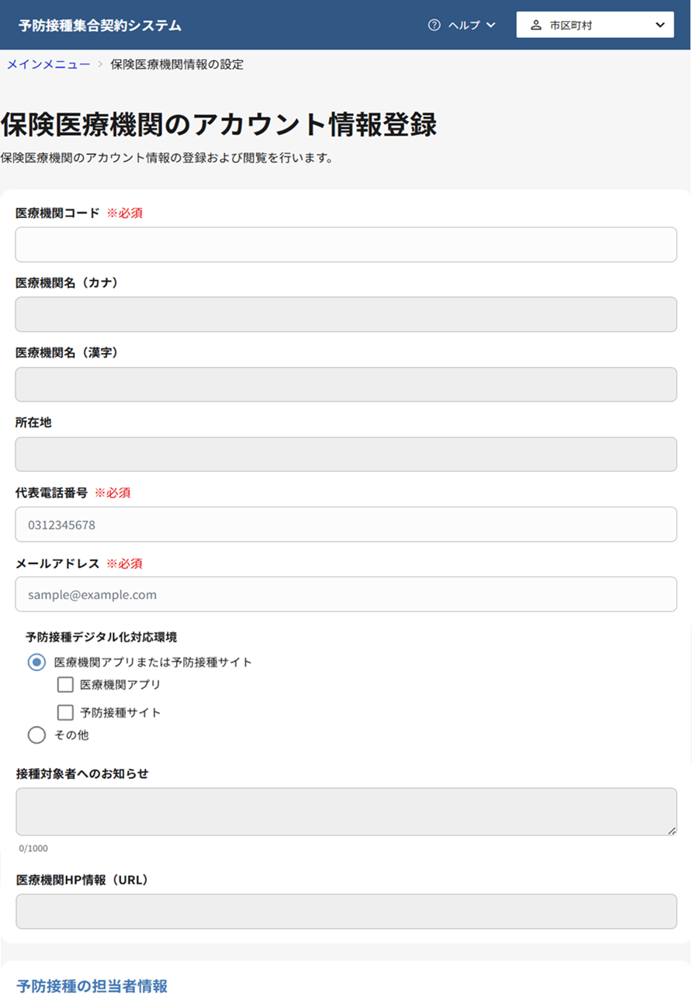 予防接種集合契約システム
ヘルプ
市区町村
メインメニュー > 保険医療機関情報の設定
保険医療機関のアカウント情報登録
保険医療機関のアカウント情報の登録および閲覧を行います。
医療機関コード ※必須
医療機関名（カナ）
医療機関名（漢字）
所在地
代表電話番号 ※必須
0312345678
メールアドレス ※必須
sample@example.com
予防接種デジタル化対応環境
医療機関アプリまたは予防接種サイト
医療機関アプリ
予防接種サイト
その他
接種対象者へのお知らせ
0/1000
医療機関HP情報（URL）
予防接種の担当者情報